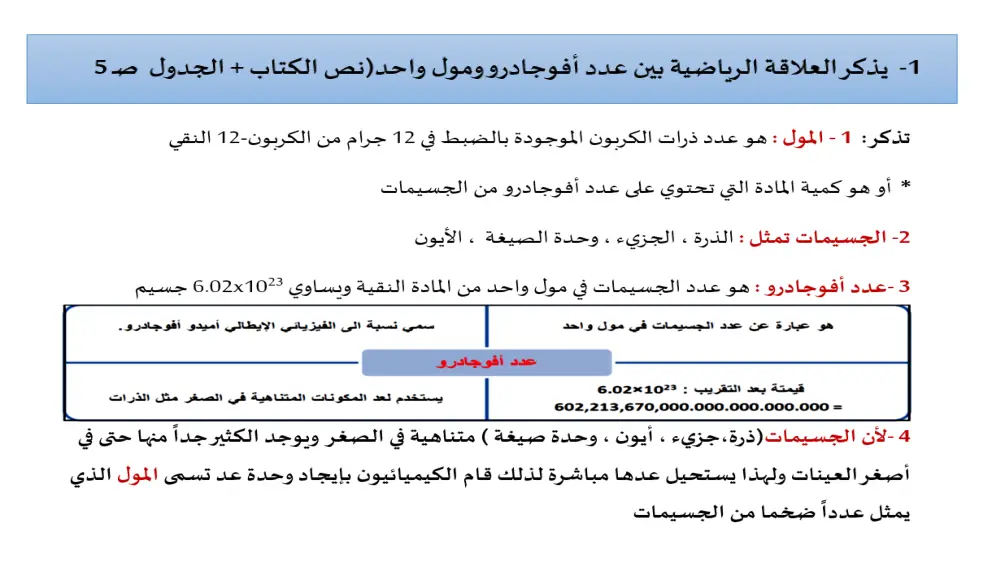 1- يذكر العلاقة الرياضية بين عدد أفوجادرو ومول واحد(نص الكتاب + الجدول صـ 5
تذكر: 1 - المول : هو عدد ذرات الكربون الموجودة بالضبط في 12 جرام من الكربون-12 النقي
* أو هو كمية المادة التي تحتوي على عدد أفوجادرو من الجسيمات
2- الجسيمات تمثل : الذرة ، الجزيء ، وحدة الصيغة ، الأيون
3 -عدد أفوجادرو : هو عدد الجسيمات في مول واحد من المادة النقية ويساوي 6.02x10²³ جسيم
هو عبارة عن عدد الجسيمات في مول واحد
سمي نسبة الى الفيزيائي الإيطالي أميدو أفوجادرو.
عدد أفوجادرو
قيمتة بعد التقريب : 6.02×10²³
= 602,213,670,000.000.000.000.000
يستخدم لعد المكونات المتناهية في الصغر مثل الذرات
4 -لأن الجسيمات(ذرة،جزيء ، أيون ، وحدة صيغة ) متناهية في الصغر ويوجد الكثير جداً منها حتى في
أصغر العينات ولهذا يستحيل عدها مباشرة لذلك قام الكيميائيون بإيجاد وحدة عد تسمى المول الذي
يمثل عدداً ضخما من الجسيمات